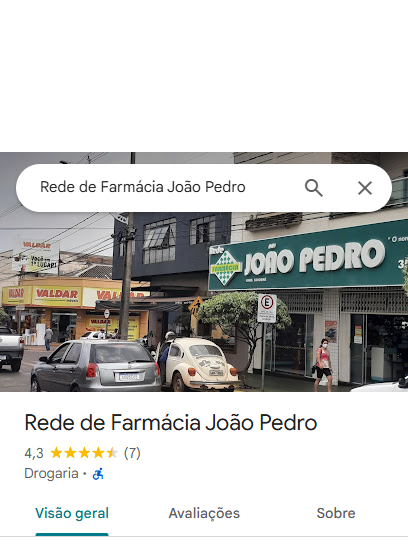 Rede de Farmácia João Pedro
VALDAR
VALDAR
VALDAR
JOÃO PEDRO
E
Rede de Farmácia João Pedro
4,3 (7)
Drogaria ·
Visão geral Avaliações Sobre